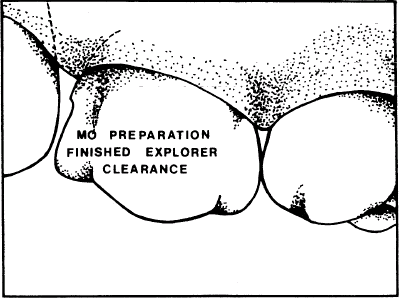 MO PREPARATION
FINISHED EXPLORER
CLEARANCE